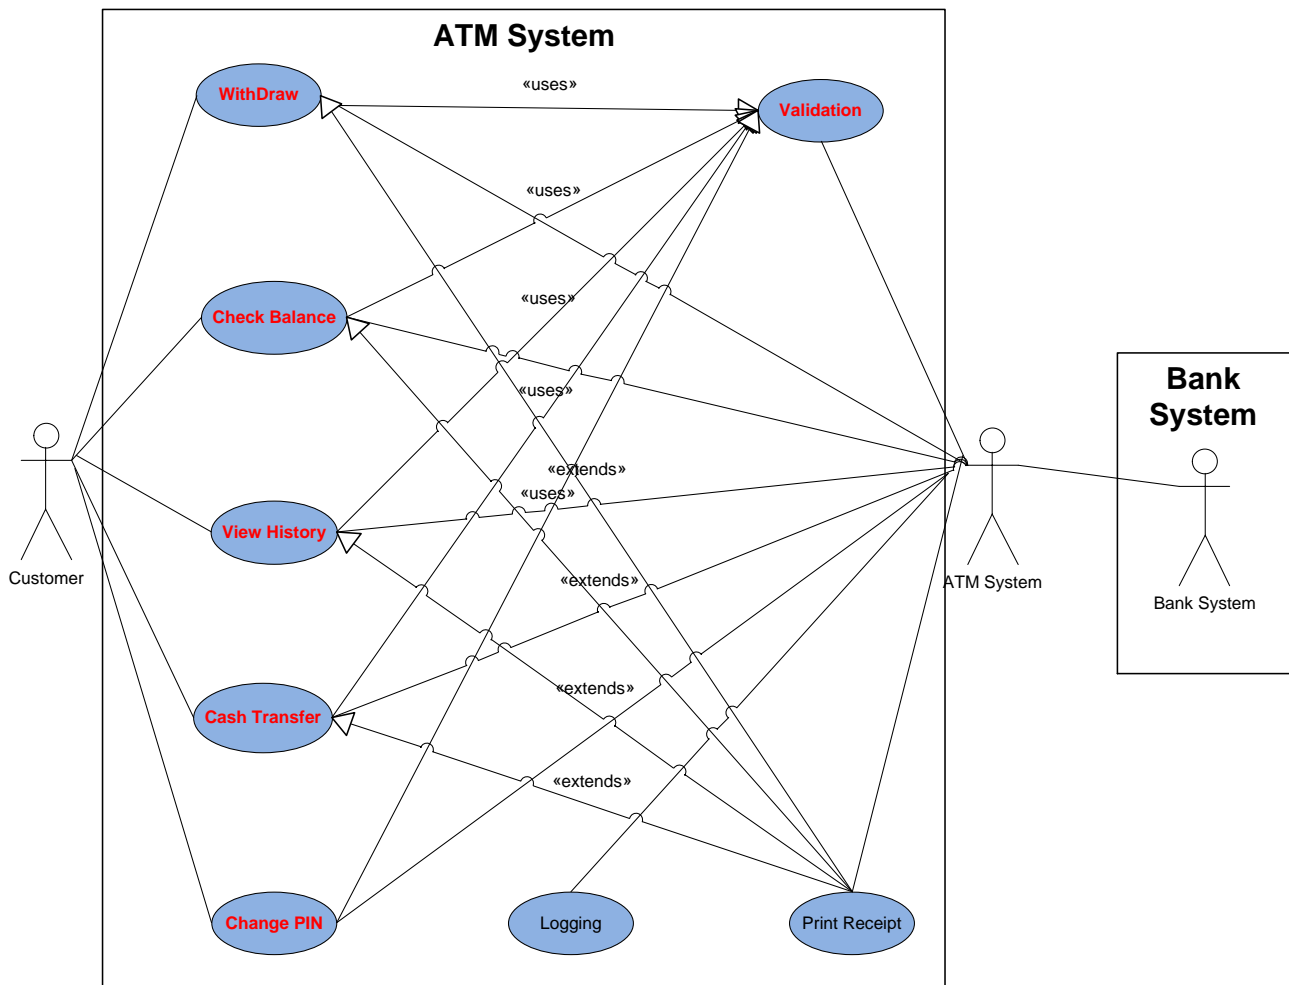 ATM System
WithDraw
«uses»
Validation
«uses»
Check Balance
«uses»
«uses»
Bank
System
«extends»
View History
«uses»
Customer
«extends»
ATM System
Bank System
«extends»
Cash Transfer
«extends»
Change PIN
Logging
Print Receipt